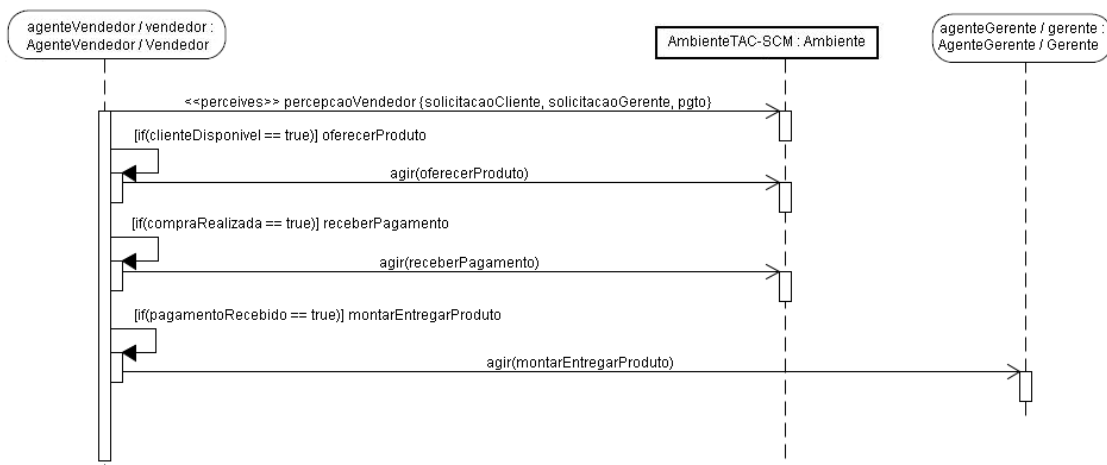 agenteVendedor / vendedor :
AgenteVendedor / Vendedor
AmbienteTAC-SCM : Ambiente
agenteGerente / gerente :
AgenteGerente / Gerente
<<perceives>> percepcaoVendedor {solicitacaoCliente, solicitacaoGerente, pgto}
[if(clienteDisponivel == true)] oferecerProduto
agir(oferecerProduto)
[if(compraRealizada == true)] receberPagamento
agir(receberPagamento)
[if(pagamentoRecebido == true)] montarEntregarProduto
agir(montarEntregarProduto)